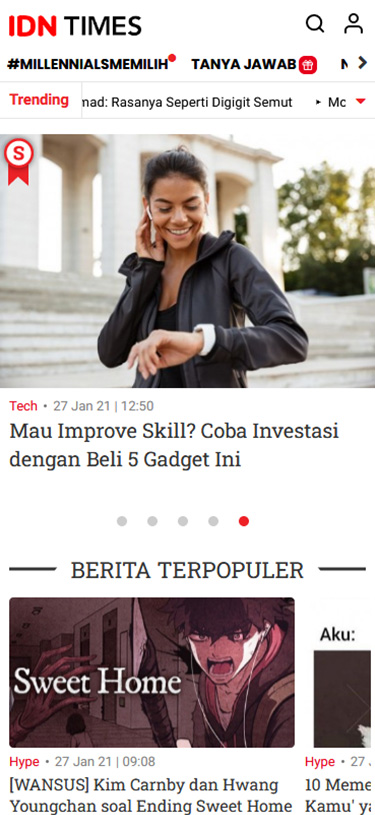 IDN TIMES
#MILLENNIALSMEMILIH TANYA JAWAB
Trending
mad: Rasanya Seperti Digigit Semut ▸ Mc
S
Tech • 27 Jan 21 | 12:50
Mau Improve Skill? Coba Investasi
dengan Beli 5 Gadget Ini
BERITA TERPOPULER
Sweet Home
Aku:
Hype • 27 Jan 21 | 09:08
[WANSUS] Kim Carnby dan Hwang
Youngchan soal Ending Sweet Home
Hype • 27
10 Meme
Kamu' ya